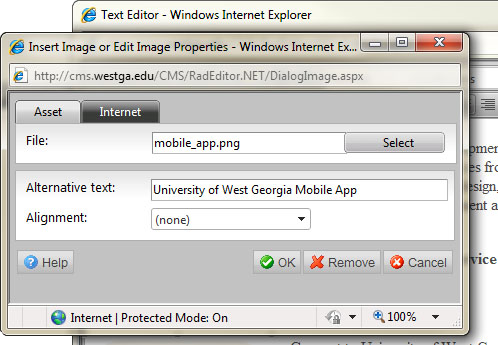 Text Editor - Windows Internet Explorer
Insert Image or Edit Image Properties - Windows Internet Ex...
http://cms.westga.edu/CMS/RadEditor.NET/DialogImage.aspx
Asset Internet
File: mobile_app.png Select
Alternative text: University of West Georgia Mobile App
Alignment: (none)
Help OK Remove Cancel
Internet | Protected Mode: On 100%